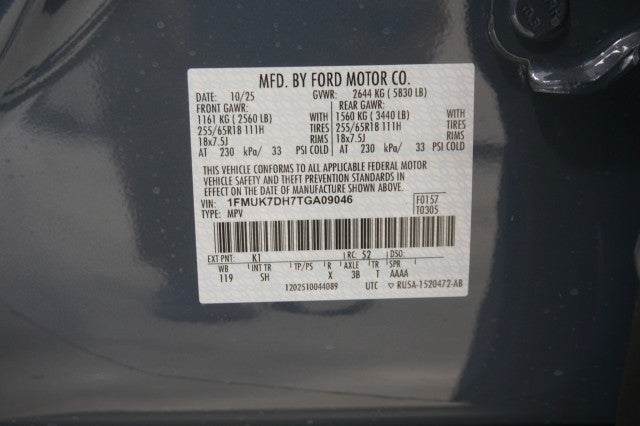 MFD. BY FORD MOTOR CO.
DATE: 10/25 GVWR: 2644 KG ( 5830 LB)
FRONT GAWR: REAR GAWR:
1161 KG ( 2560 LB) 1560 KG ( 3440 LB) WITH
255/65R18 111H TIRES 255/65R18 111H TIRES
18x7.5J RIMS 18x7.5J RIMS
AT 230 kPa/ 33 PSI COLD AT 230 kPa/ 33 PSI COLD
THIS VEHICLE CONFORMS TO ALL APPLICABLE FEDERAL MOTOR
VEHICLE SAFETY AND THEFT PREVENTION STANDARDS IN
EFFECT ON THE DATE OF MANUFACTURE SHOWN ABOVE.
VIN: 1FMUK7DH7TGA09046 F0157
TYPE: MPV T0305
EXT PNT: K1 RC: 52 DSO:
WB INT TR TP/PS R AXLE TR SPR
119 SH X 3B T AAAA
120251004089 UTC RU5A-1520472-AB